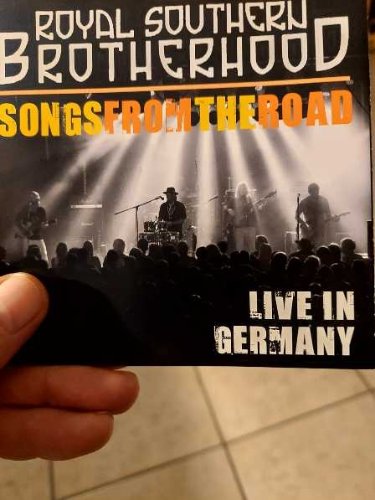 ROYAL SOUTHERN
BROTHERHOOD
SONGSFROMTHEROAD
LIVE IN
GERMANY